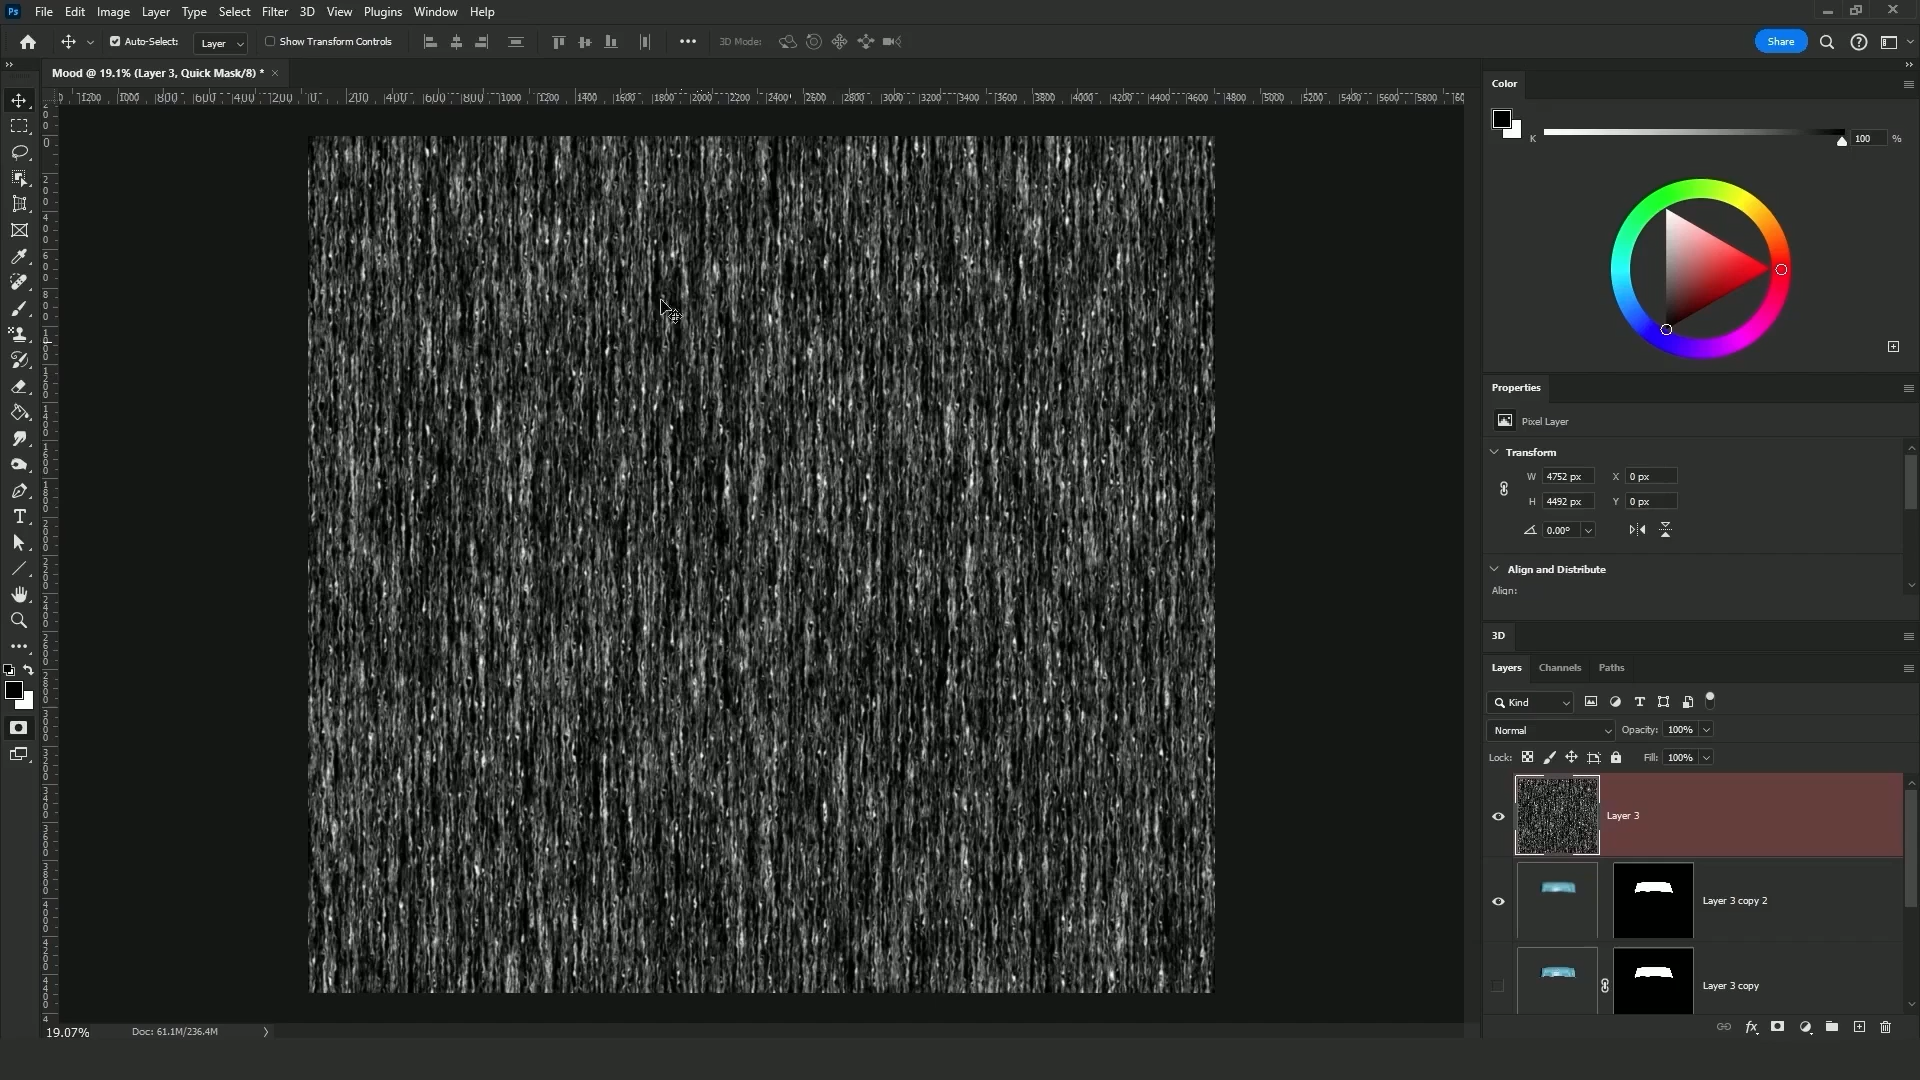 Ps File Edit Image Layer Type Select Filter 3D View Plugins Window Help
Auto-Select: Layer Show Transform Controls 3D Mode: Share
Mood @ 19.1% (Layer 3, Quick Mask/8) *
Color
K 100 %
Properties
Pixel Layer
Transform
W 4752 px X 0 px
H 4492 px Y 0 px
0.00°
Align and Distribute
Align:
3D
Layers Channels Paths
Kind
Normal Opacity: 100%
Lock: Fill: 100%
Layer 3
Layer 3 copy 2
Layer 3 copy
19.07% Doc: 61.1M/236.4M